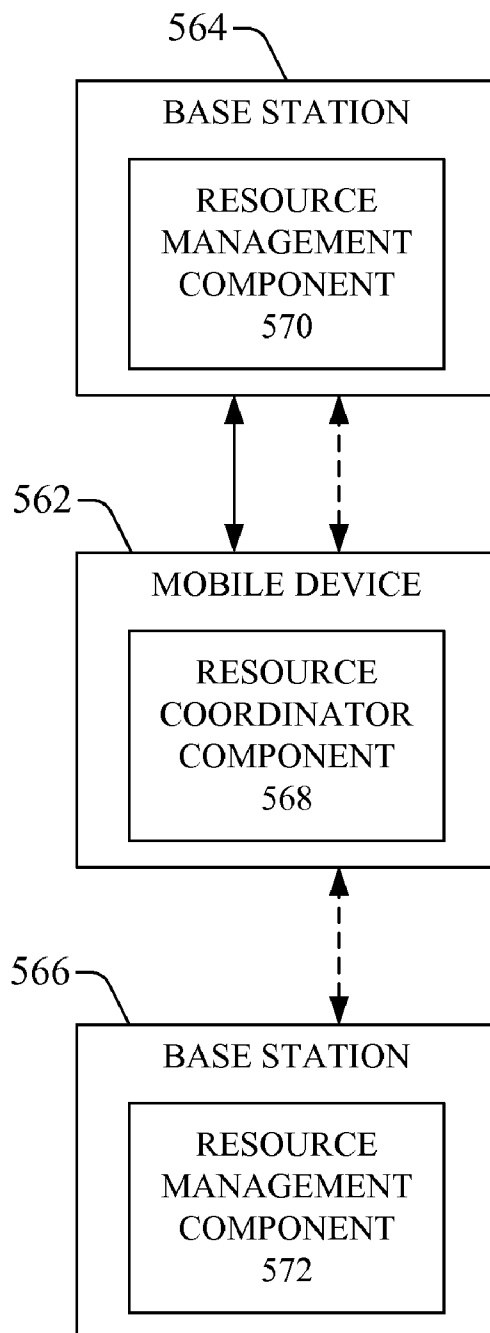 564
BASE STATION
RESOURCE
MANAGEMENT
COMPONENT
570
562
MOBILE DEVICE
RESOURCE
COORDINATOR
COMPONENT
568
566
BASE STATION
RESOURCE
MANAGEMENT
COMPONENT
572